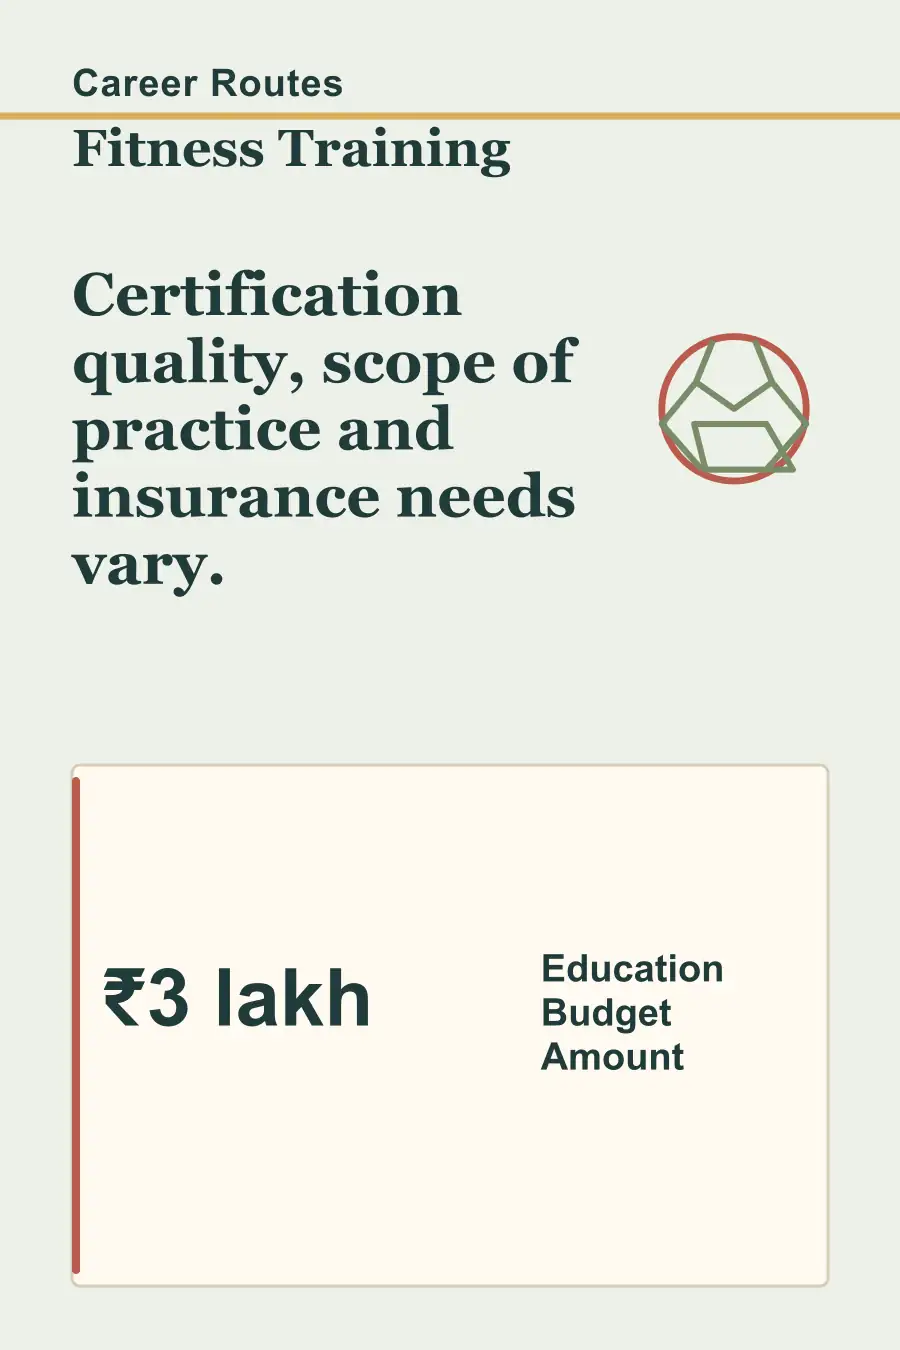 Career Routes
Fitness Training
Certification
quality, scope of
practice and
insurance needs
vary.
₹3 lakh
Education
Budget
Amount